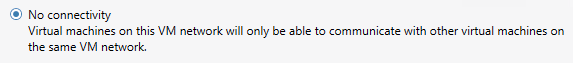 No connectivity
Virtual machines on this VM network will only be able to communicate with other virtual machines on
the same VM network.